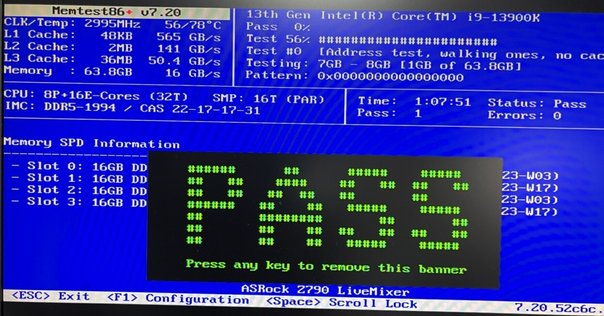 Memtest86+ v7.20
13th Gen Intel(R) Core(TM) i9-13900K
CLK/Temp: 2995MHz 56/78°C
Pass 0%
L1 Cache: 48KB 565 GB/s
Test 56% #######################
L2 Cache: 2MB 141 GB/s
Test #0 [Address test, walking ones, no cac
L3 Cache: 36MB 50.4 GB/s
Testing: 7GB - 8GB [1GB of 63.8GB]
Memory : 63.8GB 16 GB/s
Pattern: 0x0000000000000000
CPU: 8P+16E-Cores (32T) SMP: 16T (PAR)
Time: 1:07:51 Status: Pass
IMC: DDR5-1994 / CAS 22-17-17-31
Pass: 1 Errors: 0
Memory SPD Information
- Slot 0: 16GB DD 23-W03)
- Slot 1: 16GB DD 23-W17)
- Slot 2: 16GB DD 23-W03)
- Slot 3: 16GB DD 23-W17)
PASS
Press any key to remove this banner
ASRock Z790 LiveMixer
<ESC> Exit <F1> Configuration <Space> Scroll Lock 7.20.52c6c.